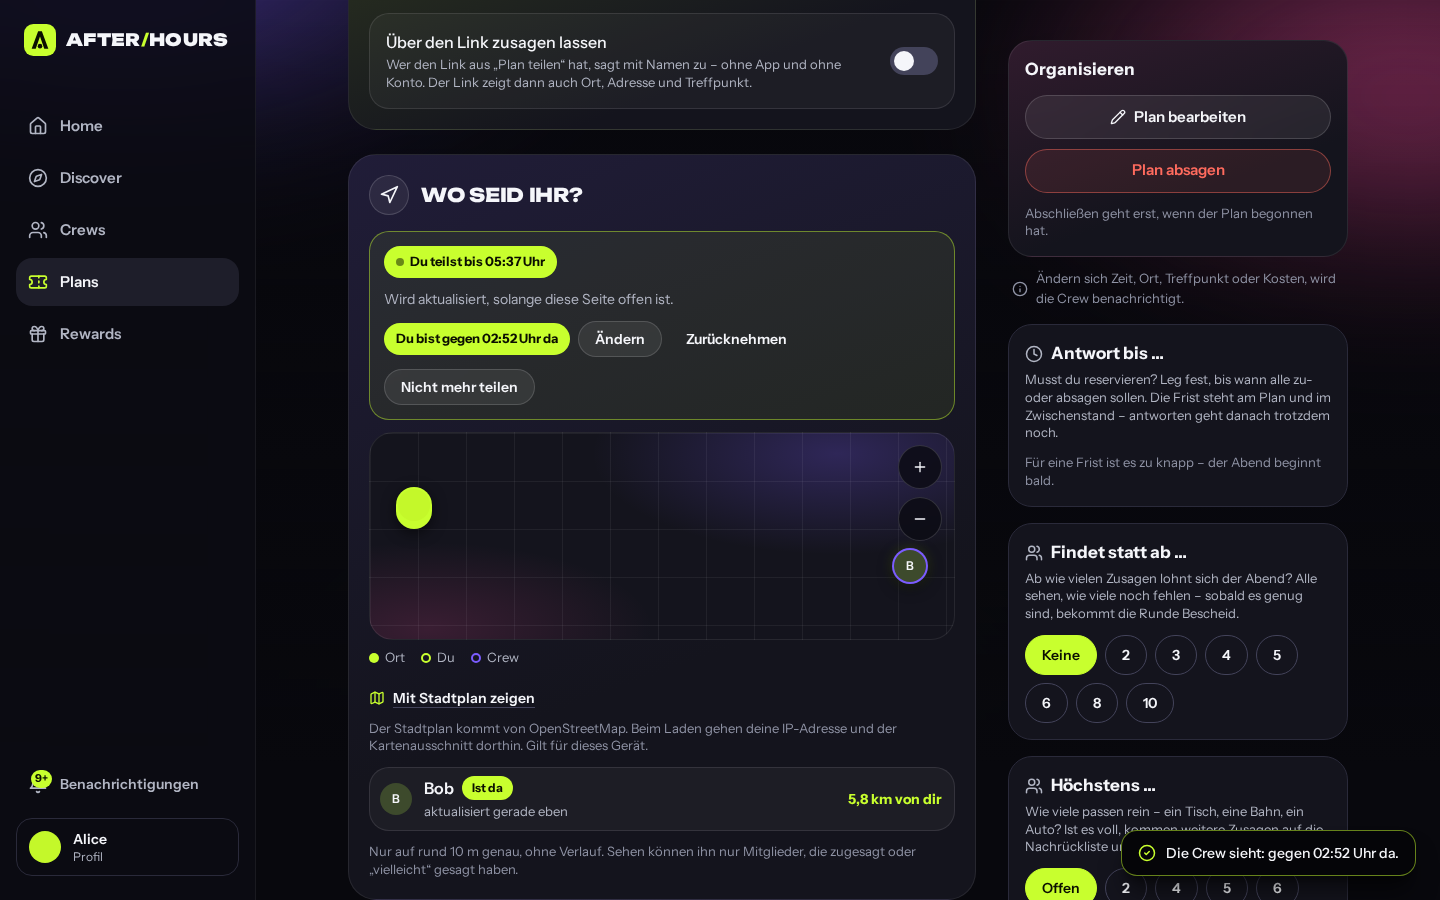 AFTER/HOURS
Home
Discover
Crews
Plans
Rewards
9+
Benachrichtigungen
Alice
Profil
Über den Link zusagen lassen
Wer den Link aus „Plan teilen“ hat, sagt mit Namen zu – ohne App und ohne
Konto. Der Link zeigt dann auch Ort, Adresse und Treffpunkt.
WO SEID IHR?
Du teilst bis 05:37 Uhr
Wird aktualisiert, solange diese Seite offen ist.
Du bist gegen 02:52 Uhr da
Ändern
Zurücknehmen
Nicht mehr teilen
+
−
B
Ort
Du
Crew
Mit Stadtplan zeigen
Der Stadtplan kommt von OpenStreetMap. Beim Laden gehen deine IP-Adresse und der
Kartenausschnitt dorthin. Gilt für dieses Gerät.
B
Bob
Ist da
aktualisiert gerade eben
5,8 km von dir
Nur auf rund 10 m genau, ohne Verlauf. Sehen können ihn nur Mitglieder, die zugesagt oder
„vielleicht“ gesagt haben.
Organisieren
Plan bearbeiten
Plan absagen
Abschließen geht erst, wenn der Plan begonnen
hat.
Ändern sich Zeit, Ort, Treffpunkt oder Kosten, wird
die Crew benachrichtigt.
Antwort bis ...
Musst du reservieren? Leg fest, bis wann alle zu-
oder absagen sollen. Die Frist steht am Plan und im
Zwischenstand – antworten geht danach trotzdem
noch.
Für eine Frist ist es zu knapp – der Abend beginnt
bald.
Findet statt ab ...
Ab wie vielen Zusagen lohnt sich der Abend? Alle
sehen, wie viele noch fehlen – sobald es genug
sind, bekommt die Runde Bescheid.
Keine
2
3
4
5
6
8
10
Höchstens ...
Wie viele passen rein – ein Tisch, eine Bahn, ein
Auto? Ist es voll, kommen weitere Zusagen auf die
Nachrückliste
Die Crew sieht: gegen 02:52 Uhr da.
Offen
2
4
5
6